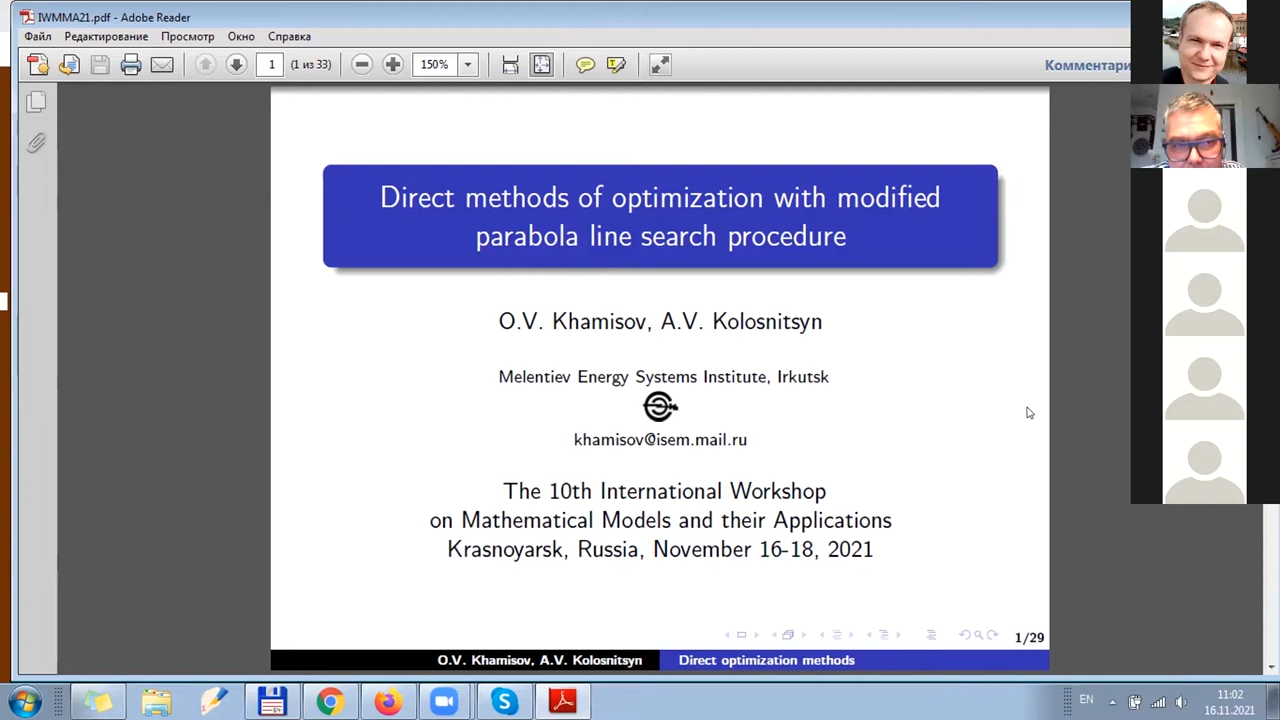 IWMMA21.pdf - Adobe Reader
Файл Редактирование Просмотр Окно Справка
1 (1 из 33) 150% Комментари
Direct methods of optimization with modified
parabola line search procedure
O.V. Khamisov, A.V. Kolosnitsyn
Melentiev Energy Systems Institute, Irkutsk
khamisov@isem.mail.ru
The 10th International Workshop
on Mathematical Models and their Applications
Krasnoyarsk, Russia, November 16-18, 2021
1/29
O.V. Khamisov, A.V. Kolosnitsyn Direct optimization methods
EN 11:02
16.11.2021